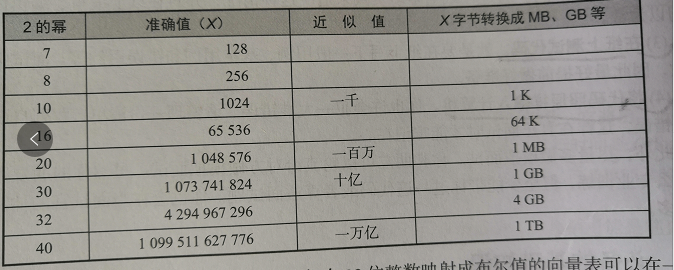 2 的幂 准确值（X） 近 似 值 X 字节转换成 MB、GB 等
7 128
8 256
10 1024 一千 1 K
16 65 536 64 K
20 1 048 576 一百万 1 MB
30 1 073 741 824 十亿 1 GB
32 4 294 967 296 4 GB
40 1 099 511 627 776 一万亿 1 TB
位整数映射成布尔值的向量表可以在一